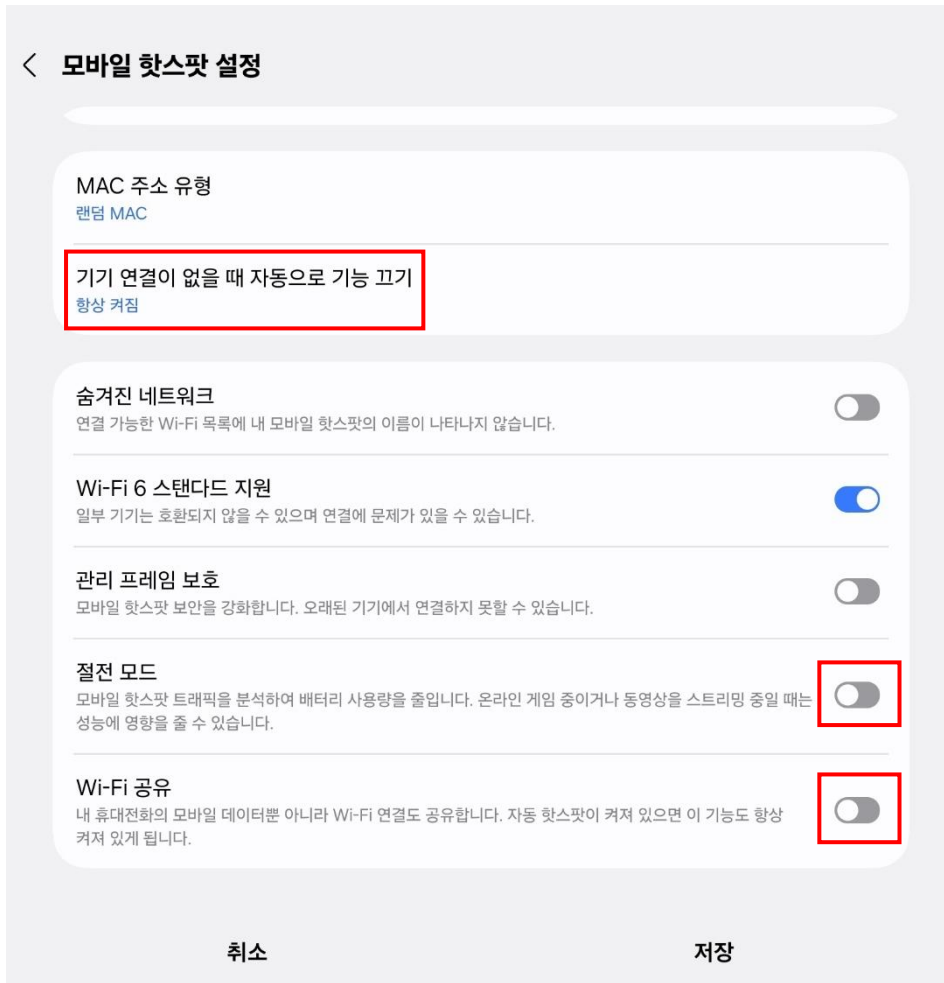 모바일 핫스팟 설정
MAC 주소 유형
랜덤 MAC
기기 연결이 없을 때 자동으로 기능 끄기
항상 켜짐
숨겨진 네트워크
연결 가능한 Wi-Fi 목록에 내 모바일 핫스팟의 이름이 나타나지 않습니다.
Wi-Fi 6 스탠다드 지원
일부 기기는 호환되지 않을 수 있으며 연결에 문제가 있을 수 있습니다.
관리 프레임 보호
모바일 핫스팟 보안을 강화합니다. 오래된 기기에서 연결하지 못할 수 있습니다.
절전 모드
모바일 핫스팟 트래픽을 분석하여 배터리 사용량을 줄입니다. 온라인 게임 중이거나 동영상을 스트리밍 중일 때는
성능에 영향을 줄 수 있습니다.
Wi-Fi 공유
내 휴대전화의 모바일 데이터뿐 아니라 Wi-Fi 연결도 공유합니다. 자동 핫스팟이 켜져 있으면 이 기능도 항상
켜져 있게 됩니다.
취소
저장